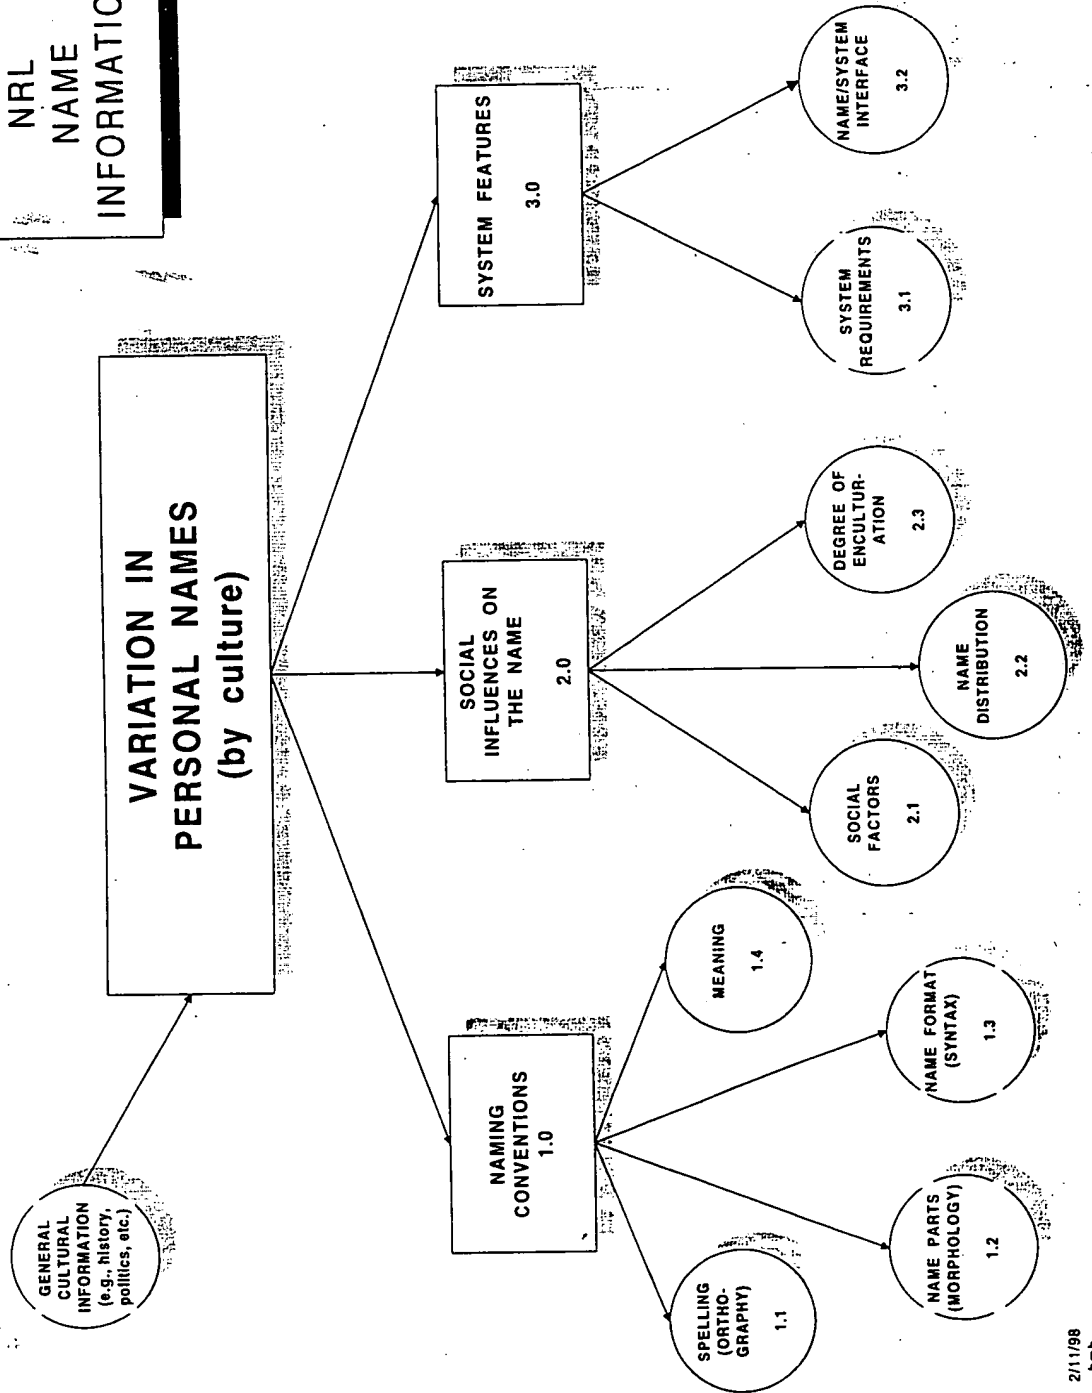 NRL
NAME
VARIATION IN
PERSONAL NAMES
(by culture)
GENERAL
CULTURAL
INFORMATION
(e.g., history,
politics, etc.)
NAMING
CONVENTIONS
1.0
SOCIAL
INFLUENCES ON
THE NAME
2.0
SYSTEM FEATURES
3.0
SPELLING
(ORTHO-
GRAPHY)
1.1
NAME PARTS
(MORPHOLOGY)
1.2
NAME FORMAT
(SYNTAX)
1.3
MEANING
1.4
SOCIAL
FACTORS
2.1
NAME
DISTRIBUTION
2.2
DEGREE OF
ENCULTUR-
ATION
2.3
SYSTEM
REQUIREMENTS
3.1
NAME/SYSTEM
INTERFACE
3.2
2/11/98